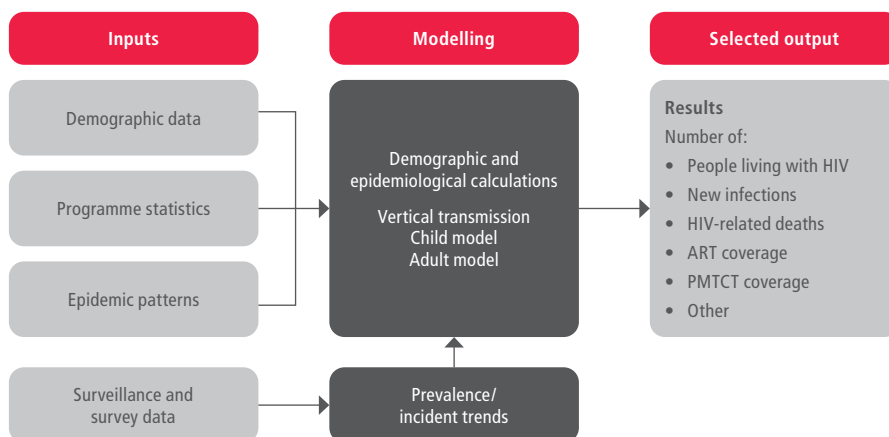 Inputs
Modelling
Selected output
Demographic data
Programme statistics
Epidemic patterns
Surveillance and
survey data
Demographic and
epidemiological calculations
Vertical transmission
Child model
Adult model
Prevalence/
incident trends
Results
Number of:
• People living with HIV
• New infections
• HIV-related deaths
• ART coverage
• PMTCT coverage
• Other